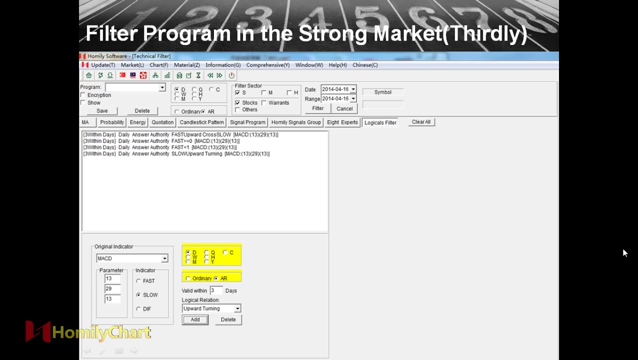 Filter Program in the Strong Market(Thirdly)
Homily Software - [Technical Filter]
Update(T) Market(L) Chart(F) Material(Z) Information(G) Comprehensive(Y) Window(W) Help(H) Chinese(C)
Program:
Encryption
Show
Save Delete
D Q C
W H
M Y
Ordinary AR
Filter Sector
S M H
Stocks Warrants
Others
Date 2014-04-16
Range 2014-04-16
Filter Cancel
Symbol
MA Probability Energy Quotation Candlestick Pattern Signal Program Homily Signals Group Eight Experts Logicals Filter Clear All
[3Within Days] Daily Answer Authority FASTUpward CrossSLOW [MACD:(13)(29)(13)]
[3Within Days] Daily Answer Authority FAST>=0 [MACD:(13)(29)(13)]
[3Within Days] Daily Answer Authority FAST<1 [MACD:(13)(29)(13)]
[3Within Days] Daily Answer Authority SLOWUpward Turning [MACD:(13)(29)(13)]
Original Indicator
MACD
Parameter
13
29
13
Indicator
FAST
SLOW
DIF
D Q C
W H
M Y
Ordinary AR
Valid within 3 Days
Logical Relation:
Upward Turning
Add Delete
HomilyChart